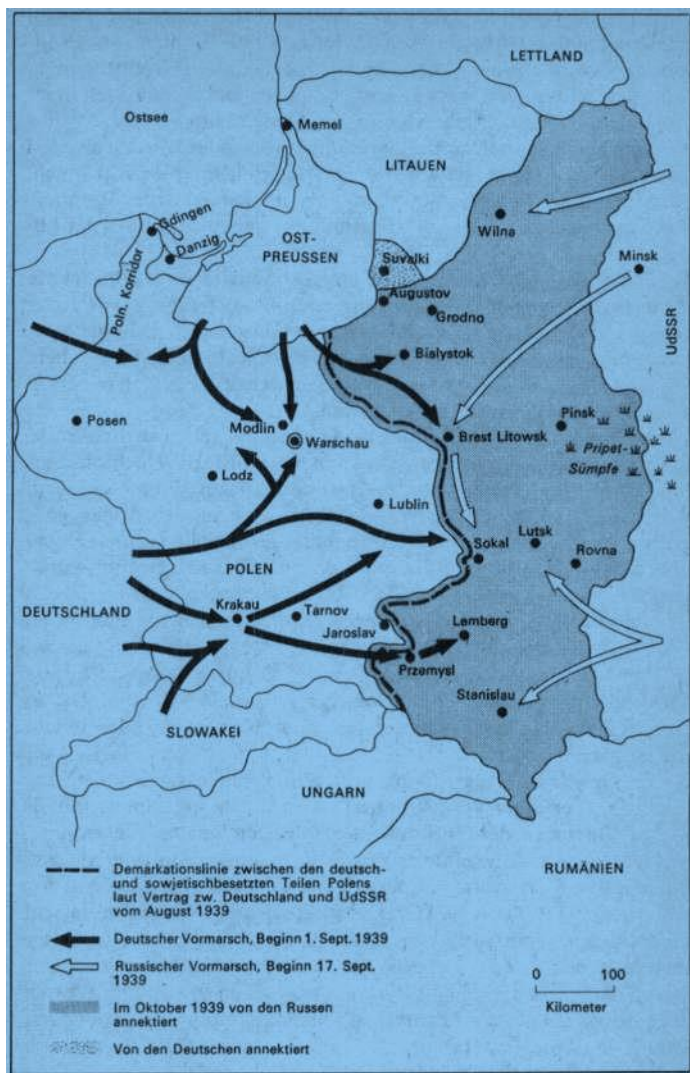 LETTLAND
Ostsee
Memel
LITAUEN
Gdingen
Danzig
OST-
PREUSSEN
Wilna
Suvalki
Minsk
Poln. Korridor
Augustov
Grodno
UdSSR
Bialystok
Posen
Modlin
Warschau
Brest Litowsk
Pinsk
Pripet-
Sümpfe
Lodz
Lublin
Sokal
Lutsk
Rovna
POLEN
DEUTSCHLAND
Krakau
Tarnov
Jaroslav
Lemberg
Przemysl
Stanislau
SLOWAKEI
UNGARN
RUMÄNIEN
Demarkationslinie zwischen den deutsch-
und sowjetischbesetzten Teilen Polens
laut Vertrag zw. Deutschland und UdSSR
vom August 1939
Deutscher Vormarsch, Beginn 1. Sept. 1939
Russischer Vormarsch, Beginn 17. Sept.
1939
Im Oktober 1939 von den Russen
annektiert
Von den Deutschen annektiert
0 100
Kilometer